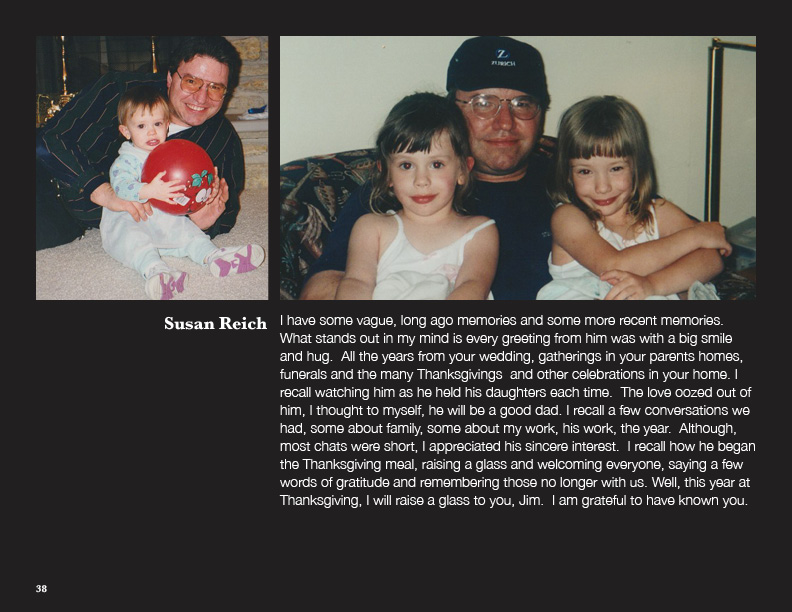 Z
ZURICH
Susan Reich
I have some vague, long ago memories and some more recent memories.
What stands out in my mind is every greeting from him was with a big smile
and hug.  All the years from your wedding, gatherings in your parents homes,
funerals and the many Thanksgivings  and other celebrations in your home. I
recall watching him as he held his daughters each time.  The love oozed out of
him, I thought to myself, he will be a good dad. I recall a few conversations we
had, some about family, some about my work, his work, the year.  Although,
most chats were short, I appreciated his sincere interest.  I recall how he began
the Thanksgiving meal, raising a glass and welcoming everyone, saying a few
words of gratitude and remembering those no longer with us. Well, this year at
Thanksgiving, I will raise a glass to you, Jim.  I am grateful to have known you.
38